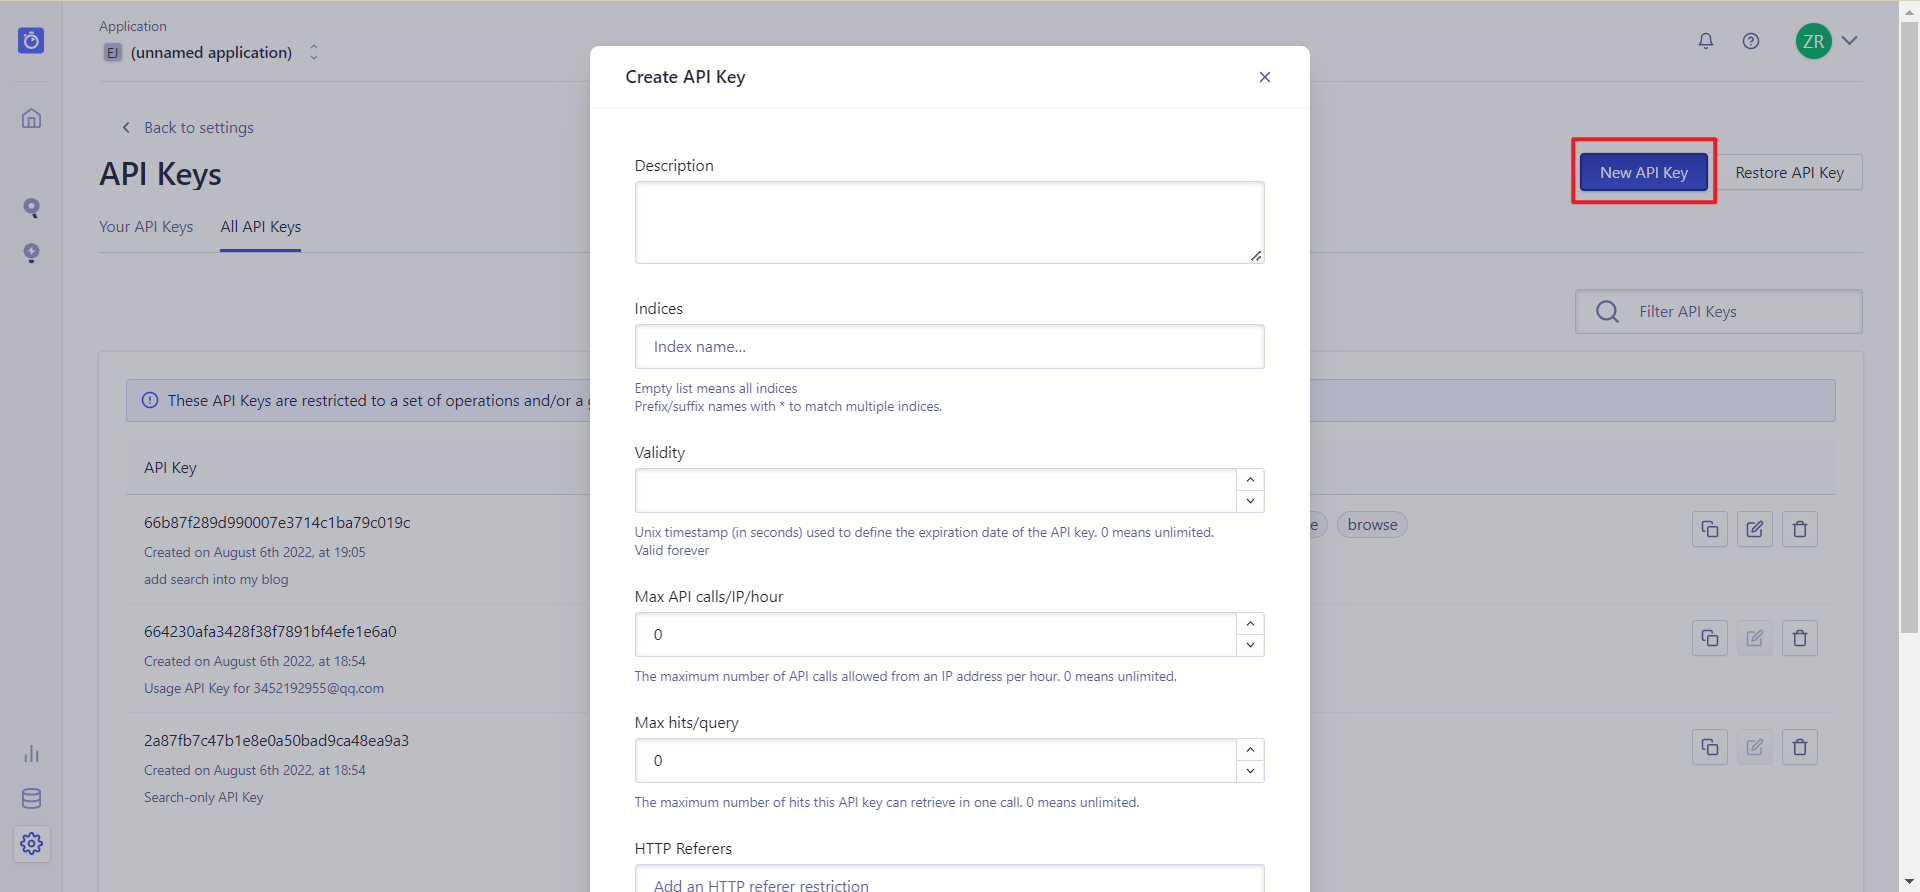 Application
EJ (unnamed application)
ZR
Back to settings
API Keys
New API Key
Restore API Key
Your API Keys
All API Keys
Filter API Keys
These API Keys are restricted to a set of operations and/or a
API Key
66b87f289d990007e3714c1ba79c019c
Created on August 6th 2022, at 19:05
add search into my blog
browse
664230afa3428f38f7891bf4efe1e6a0
Created on August 6th 2022, at 18:54
Usage API Key for 3452192955@qq.com
2a87fb7c47b1e8e0a50bad9ca48ea9a3
Created on August 6th 2022, at 18:54
Search-only API Key
Create API Key
Description
Indices
Index name...
Empty list means all indices
Prefix/suffix names with * to match multiple indices.
Validity
Unix timestamp (in seconds) used to define the expiration date of the API key. 0 means unlimited.
Valid forever
Max API calls/IP/hour
0
The maximum number of API calls allowed from an IP address per hour. 0 means unlimited.
Max hits/query
0
The maximum number of hits this API key can retrieve in one call. 0 means unlimited.
HTTP Referers
Add an HTTP referer restriction